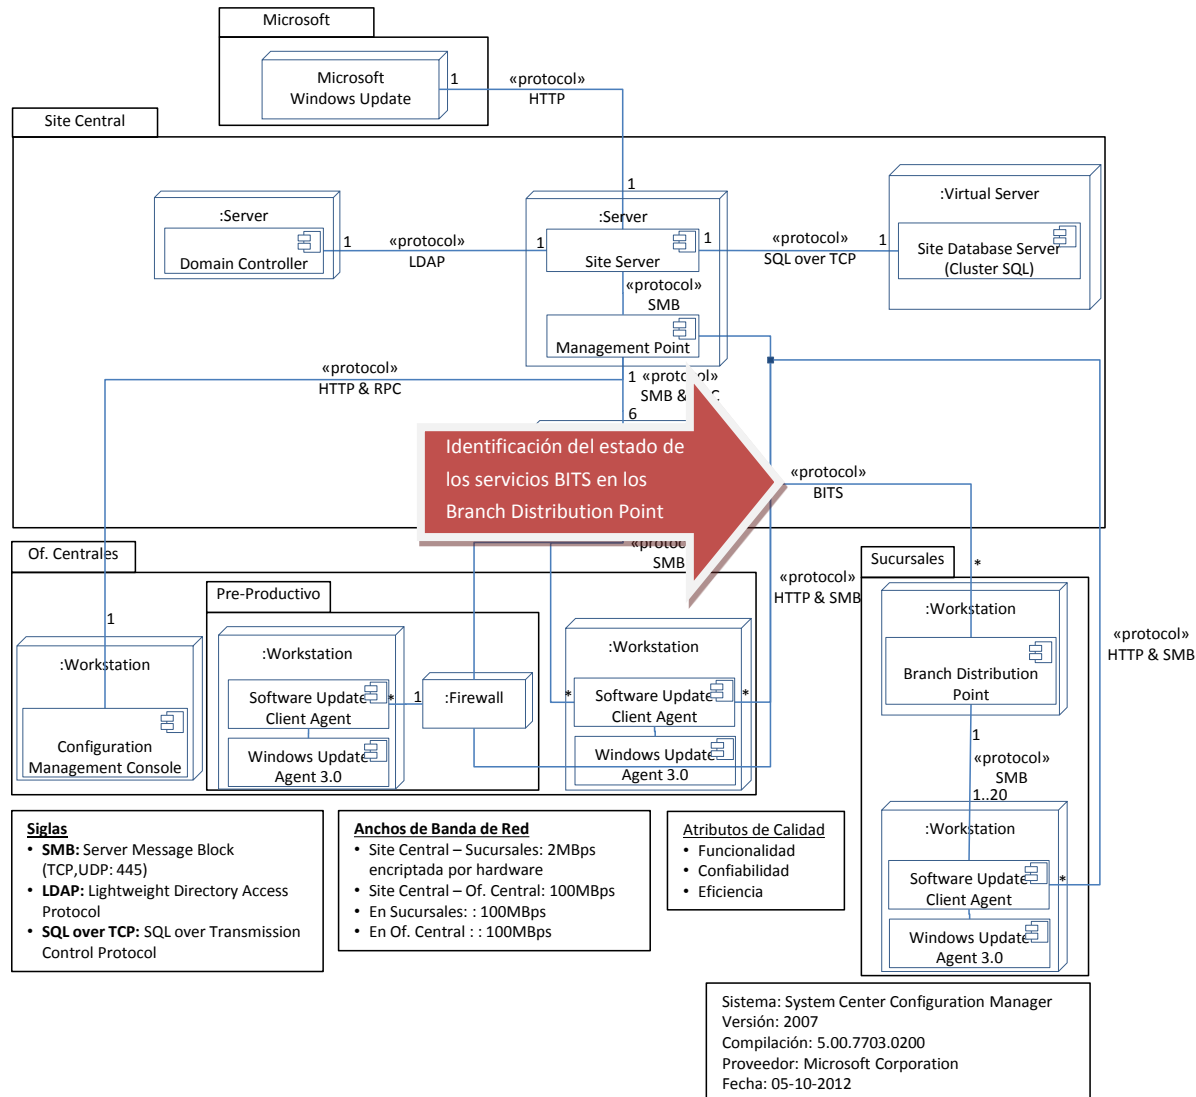 Microsoft
Microsoft
Windows Update
1
«protocol»
HTTP
Site Central
1
:Server
Domain Controller
1
«protocol»
LDAP
1
:Server
Site Server
1
«protocol»
SQL over TCP
1
:Virtual Server
Site Database Server
(Cluster SQL)
«protocol»
SMB
Management Point
«protocol»
HTTP & RPC
1
«protocol»
SMB &
6
Identificación del estado de
los servicios BITS en los
Branch Distribution Point
«protocol»
BITS
*
SMB
«protocol»
HTTP & SMB
«protocol»
HTTP & SMB
Of. Centrales
1
:Workstation
Configuration
Management Console
Pre-Productivo
:Workstation
Software Update
Client Agent
*
1
:Firewall
Windows Update
Agent 3.0
:Workstation
*
Software Update
Client Agent
*
Windows Update
Agent 3.0
Sucursales
:Workstation
Branch Distribution
Point
1
«protocol»
SMB
1..20
:Workstation
Software Update
Client Agent
*
Windows Update
Agent 3.0
Siglas
• SMB: Server Message Block
(TCP,UDP: 445)
• LDAP: Lightweight Directory Access
Protocol
• SQL over TCP: SQL over Transmission
Control Protocol
Anchos de Banda de Red
• Site Central – Sucursales: 2MBps
encriptada por hardware
• Site Central – Of. Central: 100MBps
• En Sucursales: : 100MBps
• En Of. Central : : 100MBps
Atributos de Calidad
• Funcionalidad
• Confiabilidad
• Eficiencia
Sistema: System Center Configuration Manager
Versión: 2007
Compilación: 5.00.7703.0200
Proveedor: Microsoft Corporation
Fecha: 05-10-2012